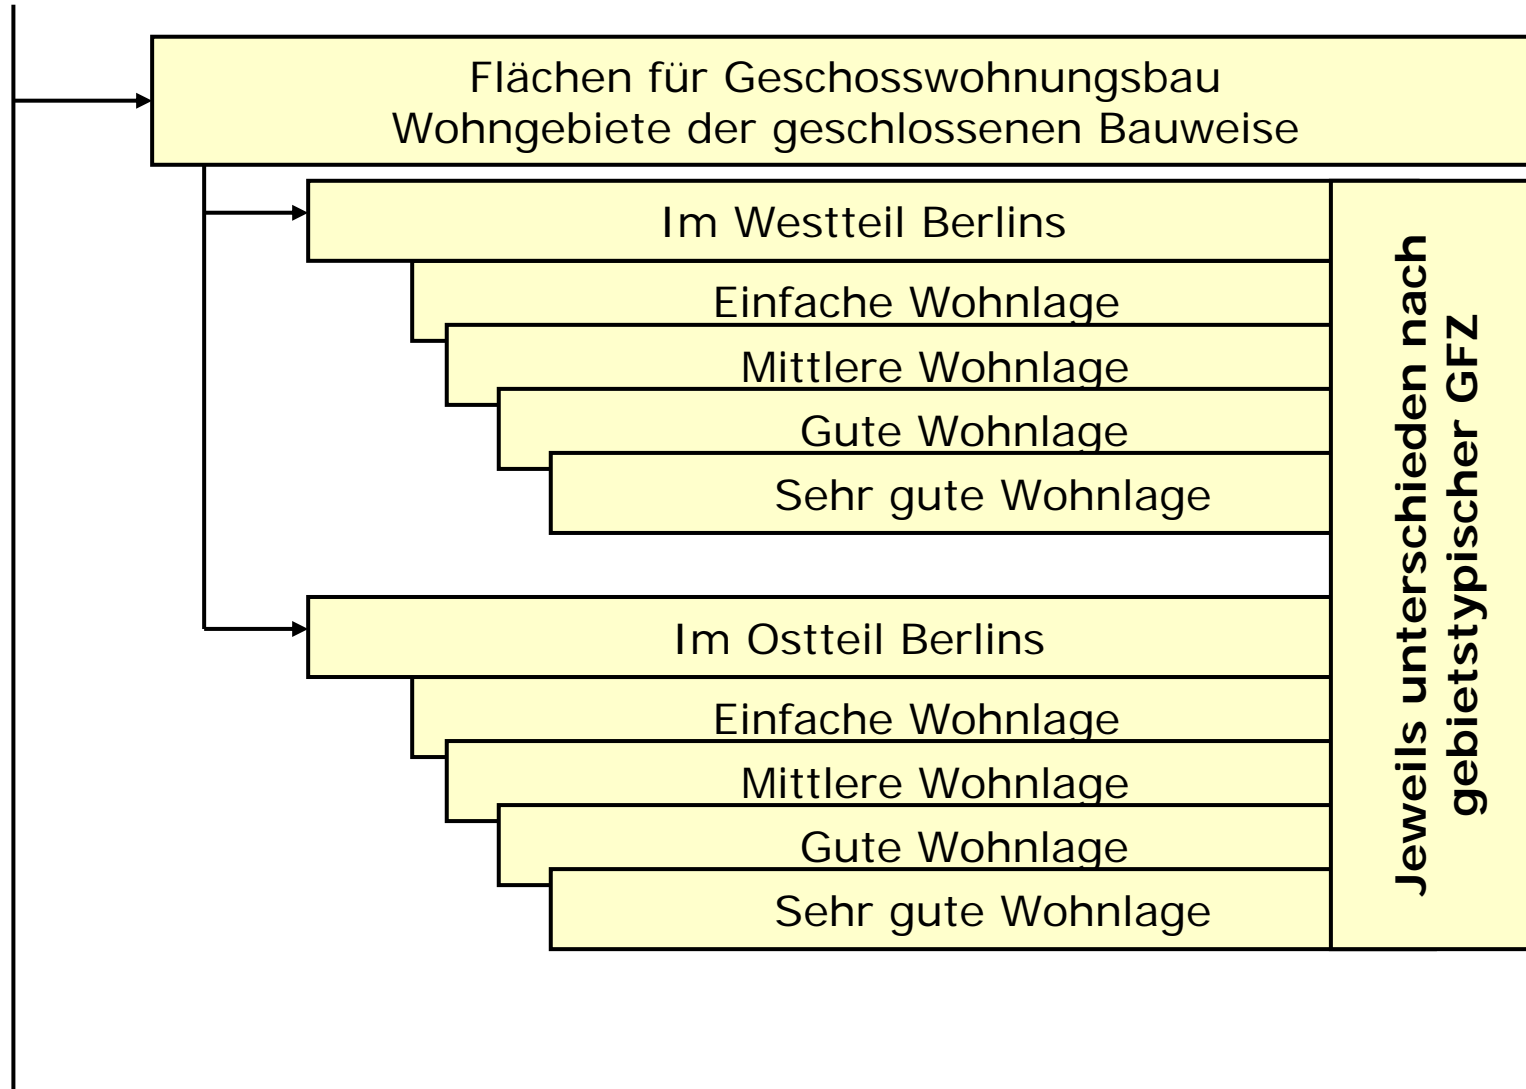 Flächen für Geschosswohnungsbau
Wohngebiete der geschlossenen Bauweise
Im Westteil Berlins
Einfache Wohnlage
Mittlere Wohnlage
Gute Wohnlage
Sehr gute Wohnlage
Im Ostteil Berlins
Einfache Wohnlage
Mittlere Wohnlage
Gute Wohnlage
Sehr gute Wohnlage
Jeweils unterschieden nach
gebietstypischer GFZ